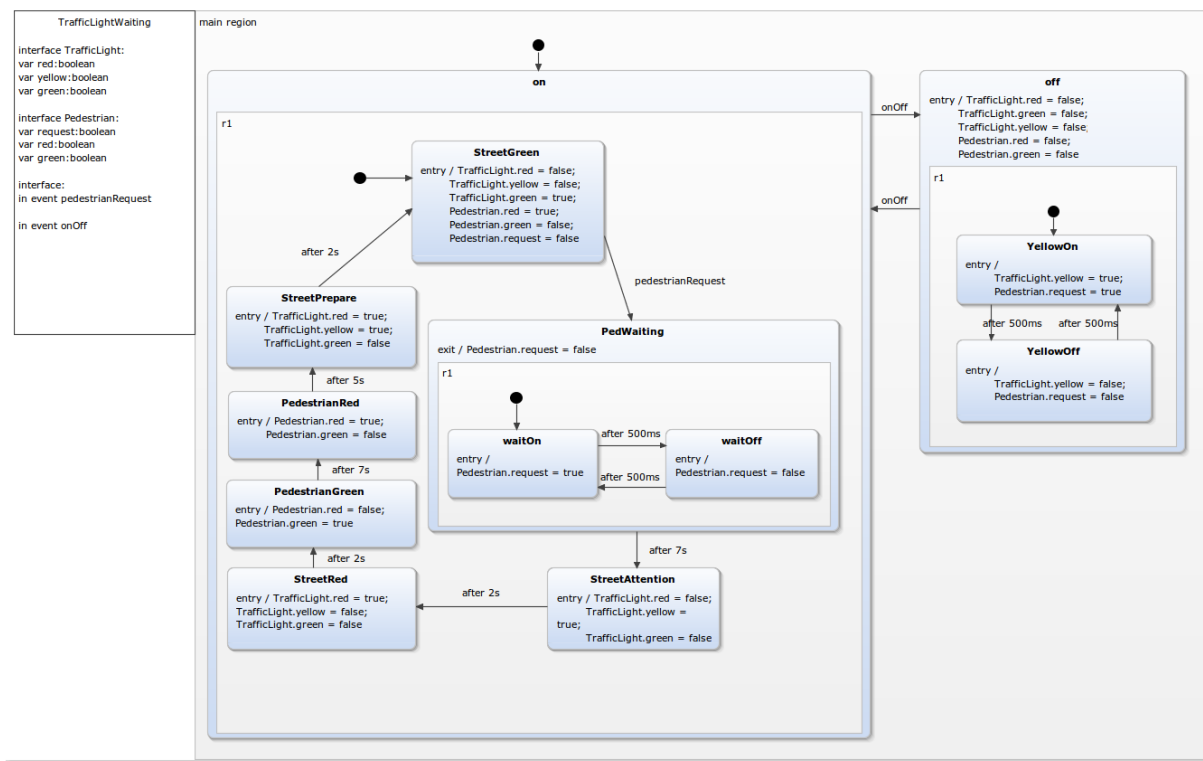 TrafficLightWaiting
interface TrafficLight:
var red:boolean
var yellow:boolean
var green:boolean
interface Pedestrian:
var request:boolean
var red:boolean
var green:boolean
interface:
in event pedestrianRequest
in event onOff
main region
on
r1
StreetGreen
entry / TrafficLight.red = false;
TrafficLight.yellow = false;
TrafficLight.green = true;
Pedestrian.red = true;
Pedestrian.green = false;
Pedestrian.request = false
after 2s
pedestrianRequest
StreetPrepare
entry / TrafficLight.red = true;
TrafficLight.yellow = true;
TrafficLight.green = false
after 5s
PedestrianRed
entry / Pedestrian.red = true;
Pedestrian.green = false
after 7s
PedestrianGreen
entry / Pedestrian.red = false;
Pedestrian.green = true
after 2s
StreetRed
entry / TrafficLight.red = true;
TrafficLight.yellow = false;
TrafficLight.green = false
after 2s
PedWaiting
exit / Pedestrian.request = false
r1
waitOn
entry /
Pedestrian.request = true
after 500ms
after 500ms
waitOff
entry /
Pedestrian.request = false
after 7s
StreetAttention
entry / TrafficLight.red = false;
TrafficLight.yellow =
true;
TrafficLight.green = false
onOff
onOff
off
entry / TrafficLight.red = false;
TrafficLight.green = false;
TrafficLight.yellow = false;
Pedestrian.red = false;
Pedestrian.green = false
r1
YellowOn
entry /
TrafficLight.yellow = true;
Pedestrian.request = true
after 500ms
after 500ms
YellowOff
entry /
TrafficLight.yellow = false;
Pedestrian.request = false